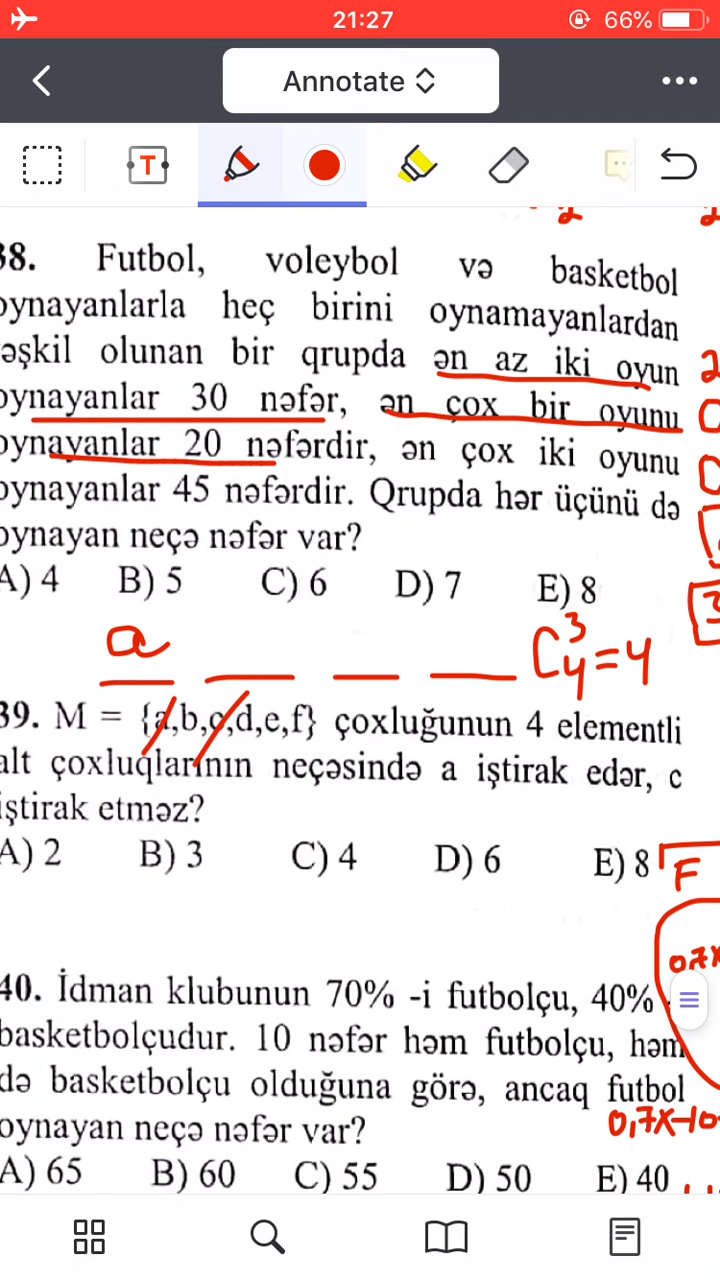 21:27
66%
Annotate
T
2
38. Futbol, voleybol və basketbol
oynayanlarla heç birini oynamayanlardan
əşkil olunan bir qrupda ən az iki oyun
oynayanlar 30 nəfər, ən çox bir oyunu
oynayanlar 20 nəfərdir, ən çox iki oyunu
oynayanlar 45 nəfərdir. Qrupda hər üçünü də
oynayan neçə nəfər var?
A) 4 B) 5 C) 6 D) 7 E) 8
a C₄³=4
39. M = {a,b,c,d,e,f} çoxluğunun 4 elementli
alt çoxluqlarının neçəsində a iştirak edər, c
iştirak etməz?
A) 2 B) 3 C) 4 D) 6 E) 8
F
0,7x
40. İdman klubunun 70% -i futbolçu, 40%
basketbolçudur. 10 nəfər həm futbolçu, həm
də basketbolçu olduğuna görə, ancaq futbol
oynayan neçə nəfər var?
0,7x-10
A) 65 B) 60 C) 55 D) 50 E) 40